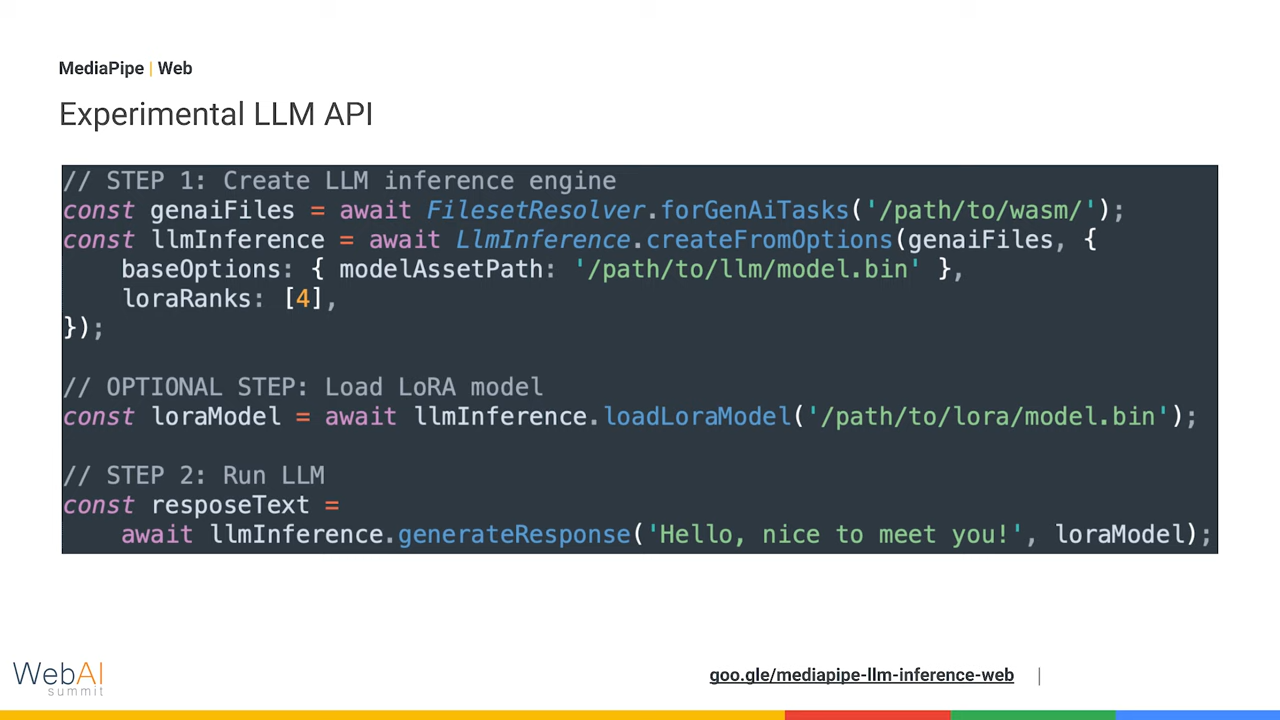 MediaPipe | Web
Experimental LLM API
// STEP 1: Create LLM inference engine
const genaiFiles = await FilesetResolver.forGenAiTasks('/path/to/wasm/');
const llmInference = await LlmInference.createFromOptions(genaiFiles, {
    baseOptions: { modelAssetPath: '/path/to/llm/model.bin' },
    loraRanks: [4],
});
// OPTIONAL STEP: Load LoRA model
const loraModel = await llmInference.loadLoraModel('/path/to/lora/model.bin');
// STEP 2: Run LLM
const resposeText =
    await llmInference.generateResponse('Hello, nice to meet you!', loraModel);
WebAI
summit
goo.gle/mediapipe-llm-inference-web |